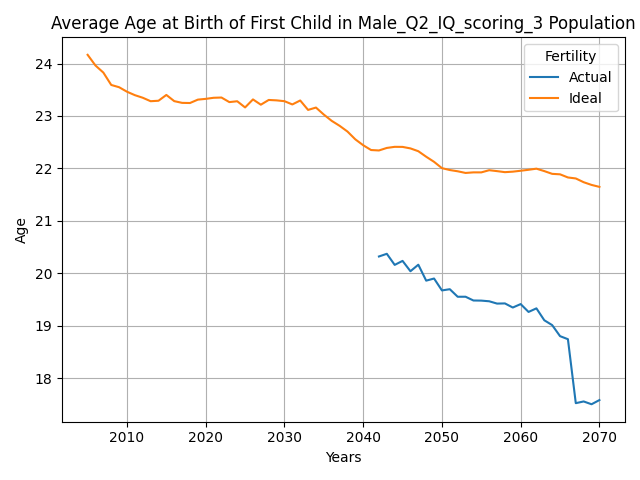 Average Age at Birth of First Child in Male_Q2_IQ_scoring_3 Population
Fertility
Actual
Ideal
24
23
22
21
20
19
18
Age
2010 2020 2030 2040 2050 2060 2070
Years